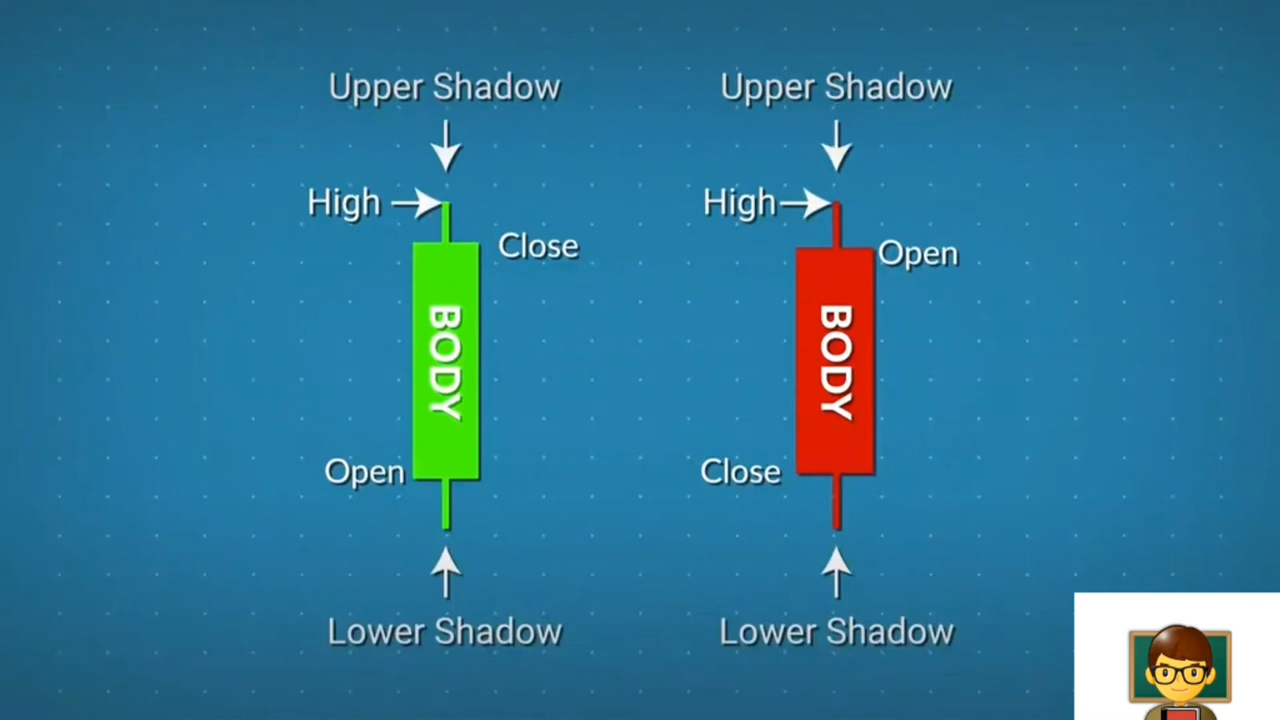 Upper Shadow
High
Close
BODY
Open
Lower Shadow
Upper Shadow
High
Open
BODY
Close
Lower Shadow